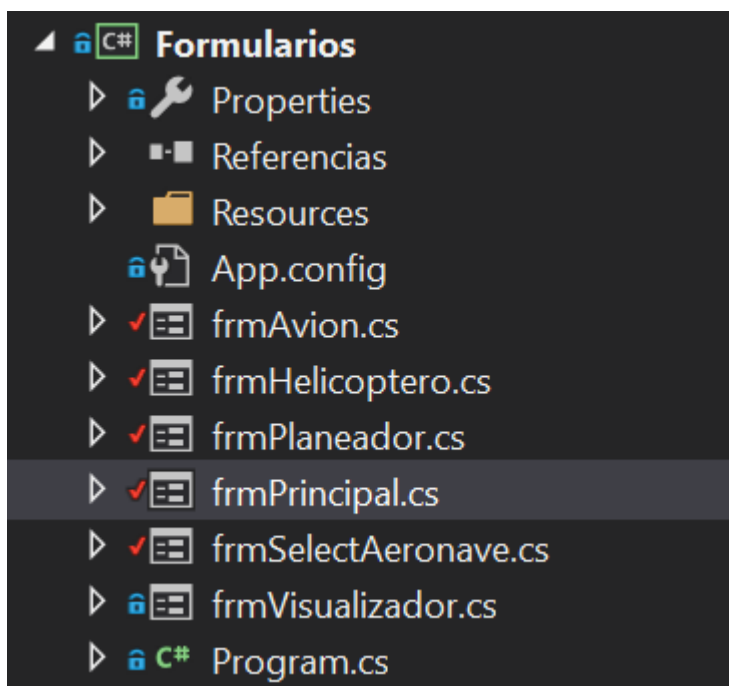 C# Formularios
Properties
Referencias
Resources
App.config
frmAvion.cs
frmHelicoptero.cs
frmPlaneador.cs
frmPrincipal.cs
frmSelectAeronave.cs
frmVisualizador.cs
C# Program.cs